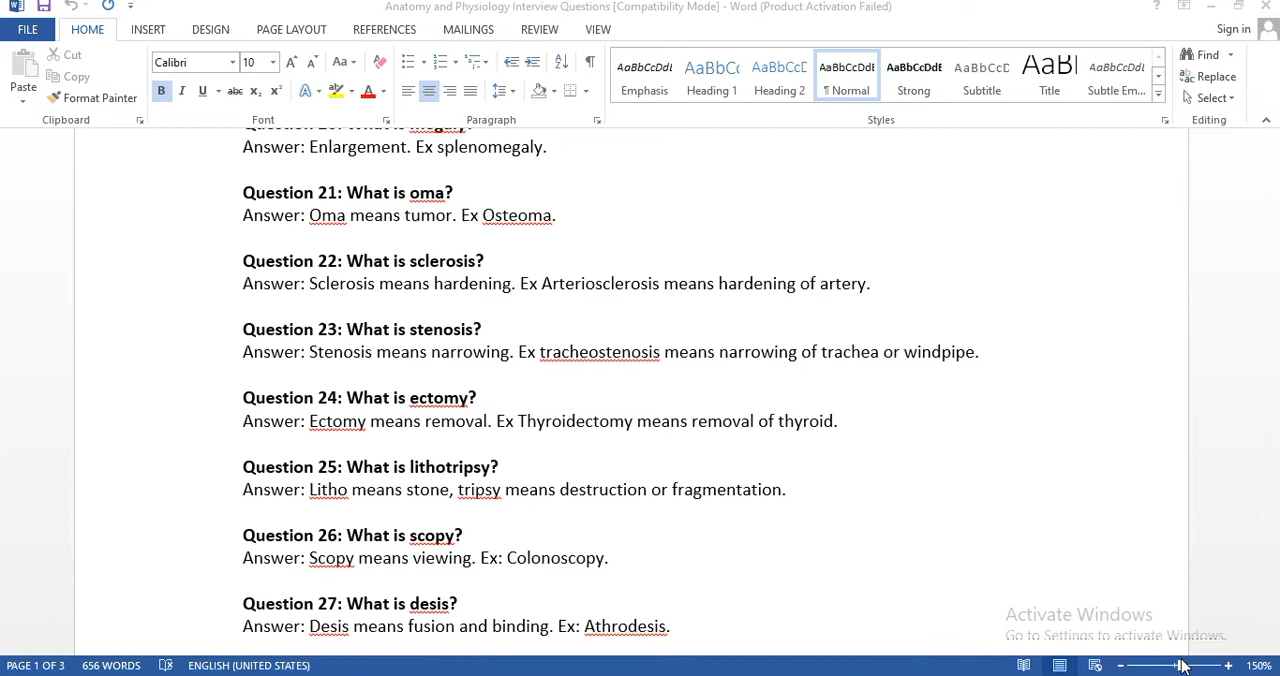 Anatomy and Physiology Interview Questions [Compatibility Mode] - Word (Product Activation Failed)
FILE HOME INSERT DESIGN PAGE LAYOUT REFERENCES MAILINGS REVIEW VIEW Sign in
Paste
Cut
Copy
Format Painter
Clipboard
Calibri 10
Font
Paragraph
AaBbCcDdI AaBbCc AaBbCcD AaBbCcDdE AaBbCcDdE AaBbCcD AaBl AaBbCcDdI
Emphasis Heading 1 Heading 2 ¶ Normal Strong Subtitle Title Subtle Em...
Styles
Find
Replace
Select
Editing
Answer: Enlargement. Ex splenomegaly.
Question 21: What is oma?
Answer: Oma means tumor. Ex Osteoma.
Question 22: What is sclerosis?
Answer: Sclerosis means hardening. Ex Arteriosclerosis means hardening of artery.
Question 23: What is stenosis?
Answer: Stenosis means narrowing. Ex tracheostenosis means narrowing of trachea or windpipe.
Question 24: What is ectomy?
Answer: Ectomy means removal. Ex Thyroidectomy means removal of thyroid.
Question 25: What is lithotripsy?
Answer: Litho means stone, tripsy means destruction or fragmentation.
Question 26: What is scopy?
Answer: Scopy means viewing. Ex: Colonoscopy.
Question 27: What is desis?
Answer: Desis means fusion and binding. Ex: Athrodesis.
Activate Windows
Go to Settings to activate Windows.
PAGE 1 OF 3 656 WORDS ENGLISH (UNITED STATES) 150%